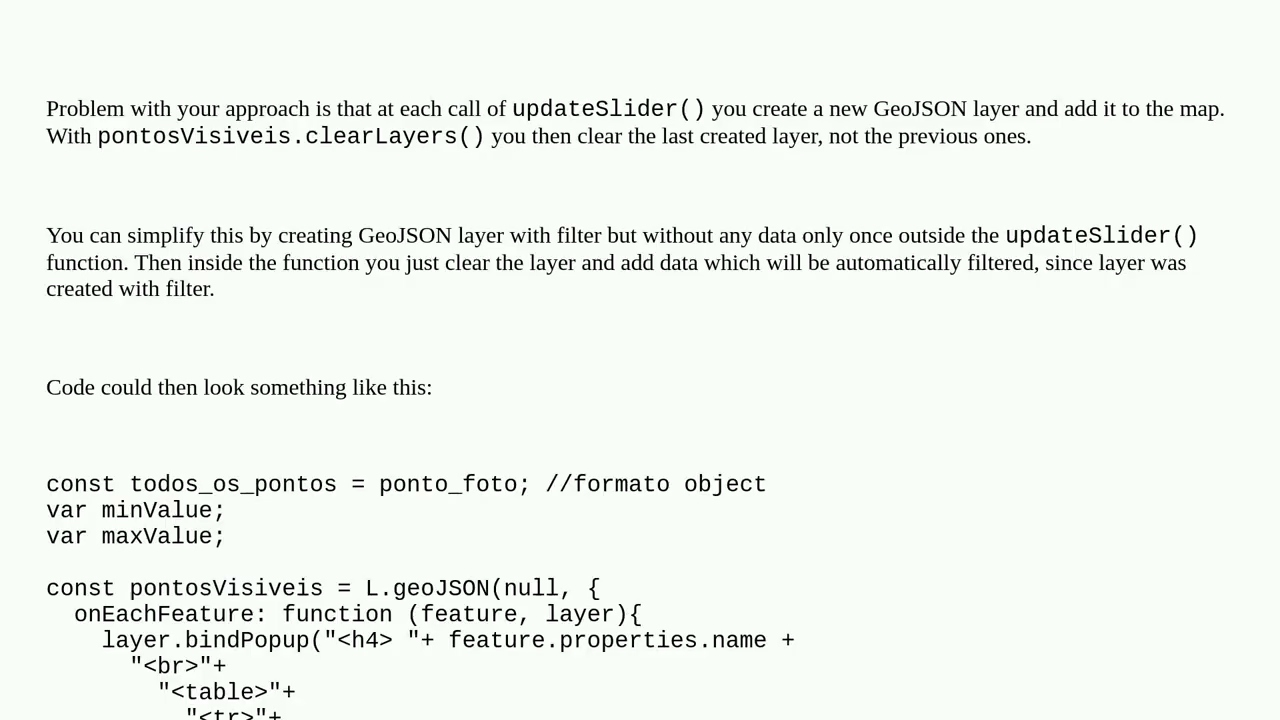 Problem with your approach is that at each call of updateSlider() you create a new GeoJSON layer and add it to the map.
With pontosVisiveis.clearLayers() you then clear the last created layer, not the previous ones.
You can simplify this by creating GeoJSON layer with filter but without any data only once outside the updateSlider()
function. Then inside the function you just clear the layer and add data which will be automatically filtered, since layer was
created with filter.
Code could then look something like this:
const todos_os_pontos = ponto_foto; //formato object
var minValue;
var maxValue;
const pontosVisiveis = L.geoJSON(null, {
  onEachFeature: function (feature, layer){
    layer.bindPopup("<h4> "+ feature.properties.name +
      "<br>"+
        "<table>"+
          "<tr>"+